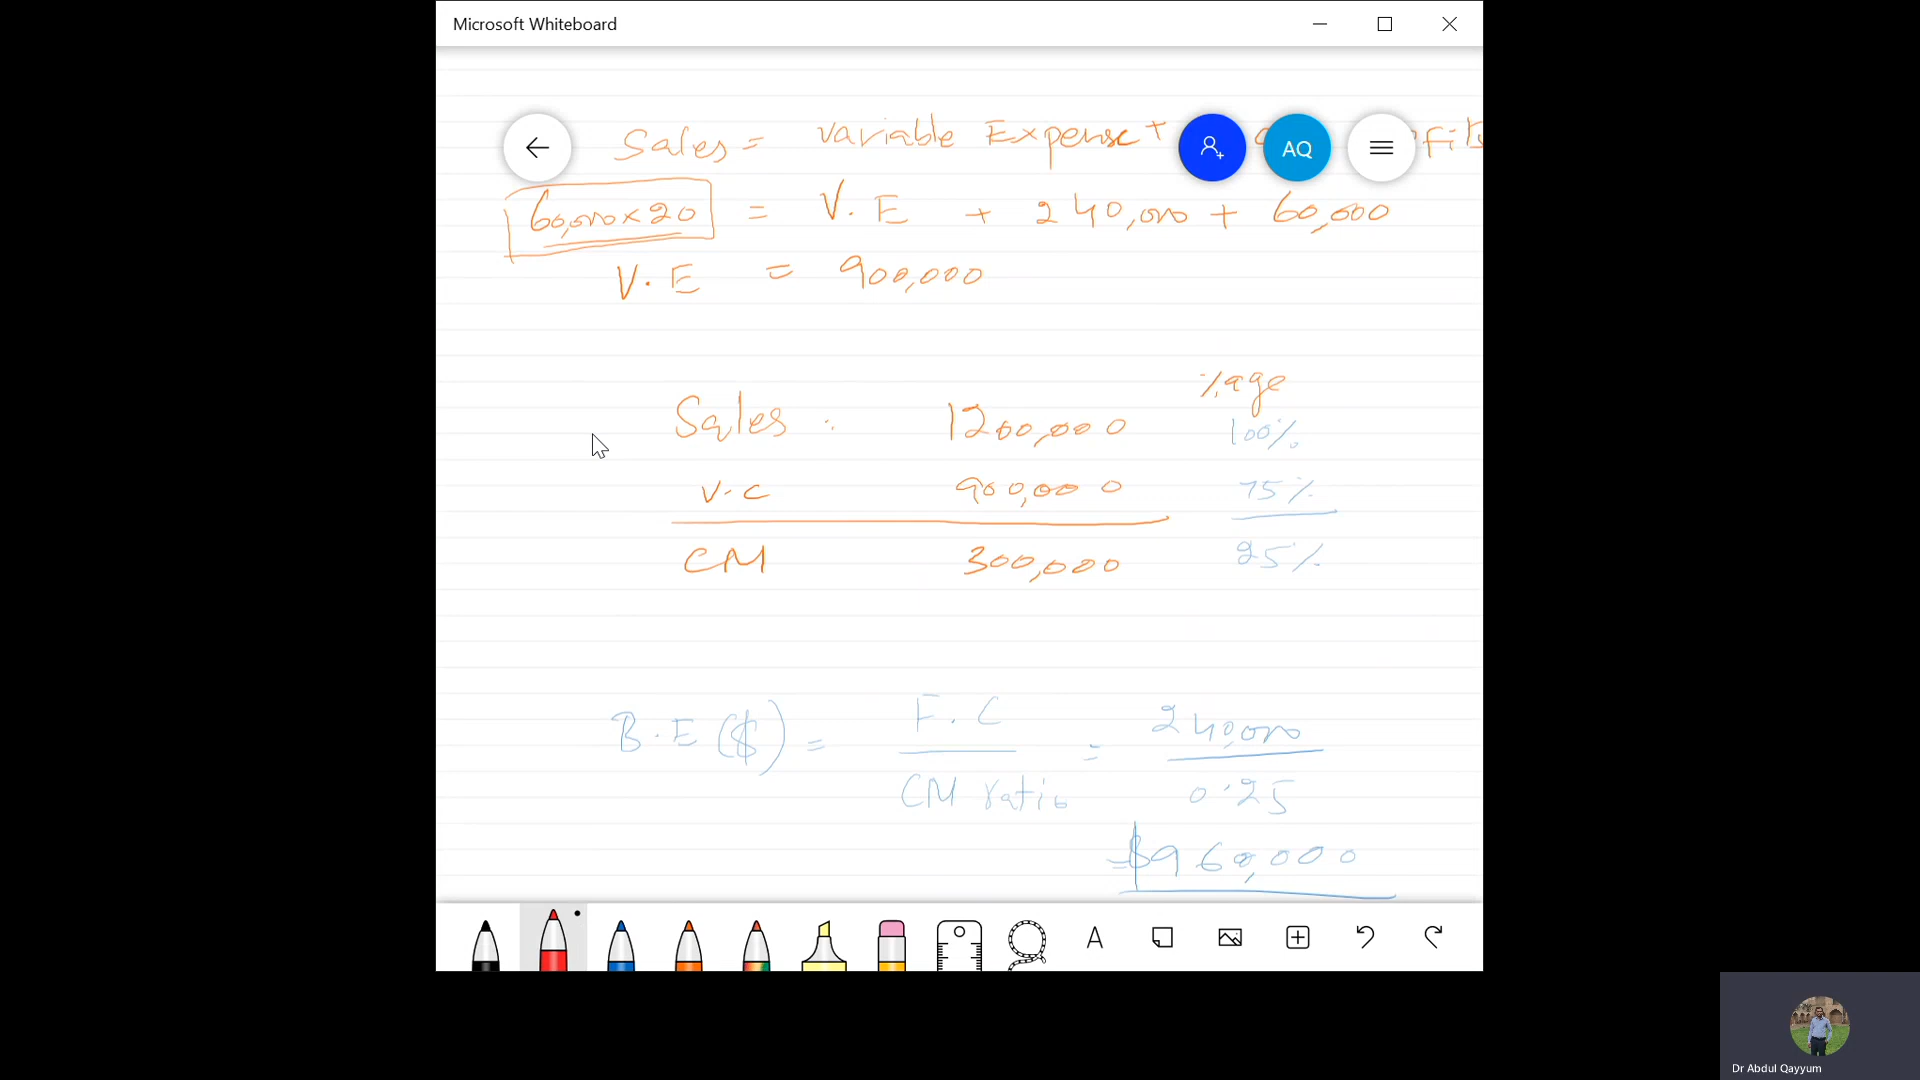 Microsoft Whiteboard
Sales = variable Expense + fits
AQ
60,000 x 20 = V.E + 240,000 + 60,000
V.E = 900,000
%age
Sales : 1200,000 100%
V.C 900,000 75%
CM 300,000 25%
B.E ($) = F.C / CM ratio = 240,000 / 0.25
= $960,000
A
Dr Abdul Qayyum